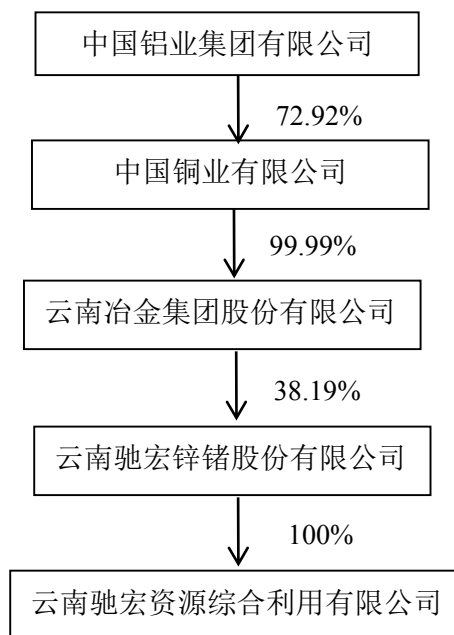 中国铝业集团有限公司
72.92%
中国铜业有限公司
99.99%
云南冶金集团股份有限公司
38.19%
云南驰宏锌锗股份有限公司
100%
云南驰宏资源综合利用有限公司